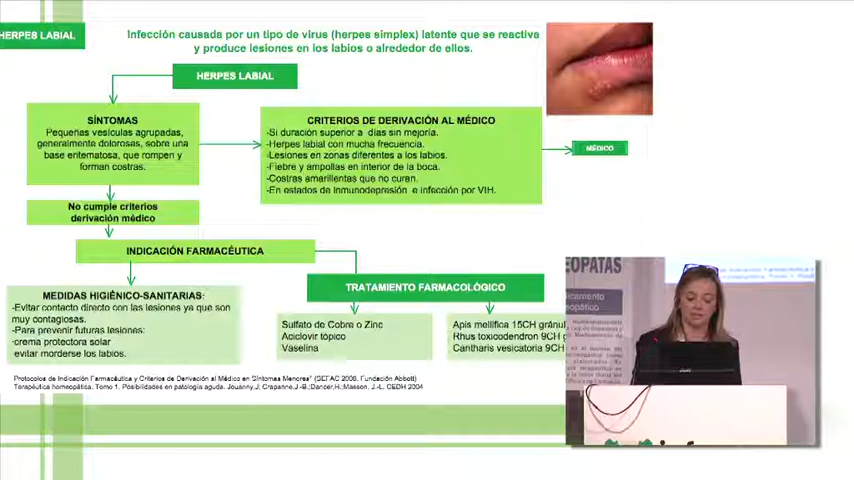 HERPES LABIAL
Infección causada por un tipo de virus (herpes simplex) latente que se reactiva
y produce lesiones en los labios o alrededor de ellos.
HERPES LABIAL
SÍNTOMAS
Pequeñas vesículas agrupadas,
generalmente dolorosas, sobre una
base eritematosa, que rompen y
forman costras.
CRITERIOS DE DERIVACIÓN AL MÉDICO
-Si duración superior a días sin mejoría.
-Herpes labial con mucha frecuencia.
-Lesiones en zonas diferentes a los labios.
-Fiebre y ampollas en interior de la boca.
-Costras amarillentas que no curan.
-En estados de inmunodepresión e infección por VIH.
MÉDICO
No cumple criterios
derivación médico
INDICACIÓN FARMACÉUTICA
MEDIDAS HIGIÉNICO-SANITARIAS:
-Evitar contacto directo con las lesiones ya que son
muy contagiosas.
-Para prevenir futuras lesiones:
-crema protectora solar
evitar morderse los labios.
TRATAMIENTO FARMACOLÓGICO
Sulfato de Cobre o Zinc
Aciclovir tópico
Vaselina
Apis mellifica 15CH gránul
Rhus toxicodendron 9CH g
Cantharis vesicatoria 9CH
Protocolos de Indicación Farmacéutica y Criterios de Derivación al Médico en Síntomas Menores" (SEFAC 2008. Fundación Abbott)
Terapéutica homeopática. Tomo 1. Posibilidades en patología aguda. Jouanny,J; Crapanne,J.-B;Dancer,H;Masson, J.-L. CEDH 2004
EOPATAS